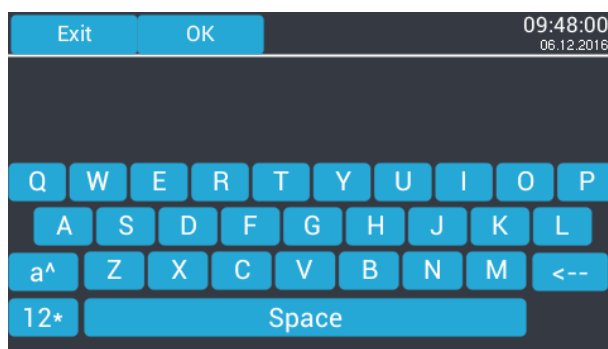 Exit OK 09:48:00
06.12.2016
Q W E R T Y U I O P
A S D F G H J K L
a^ Z X C V B N M <--
12* Space